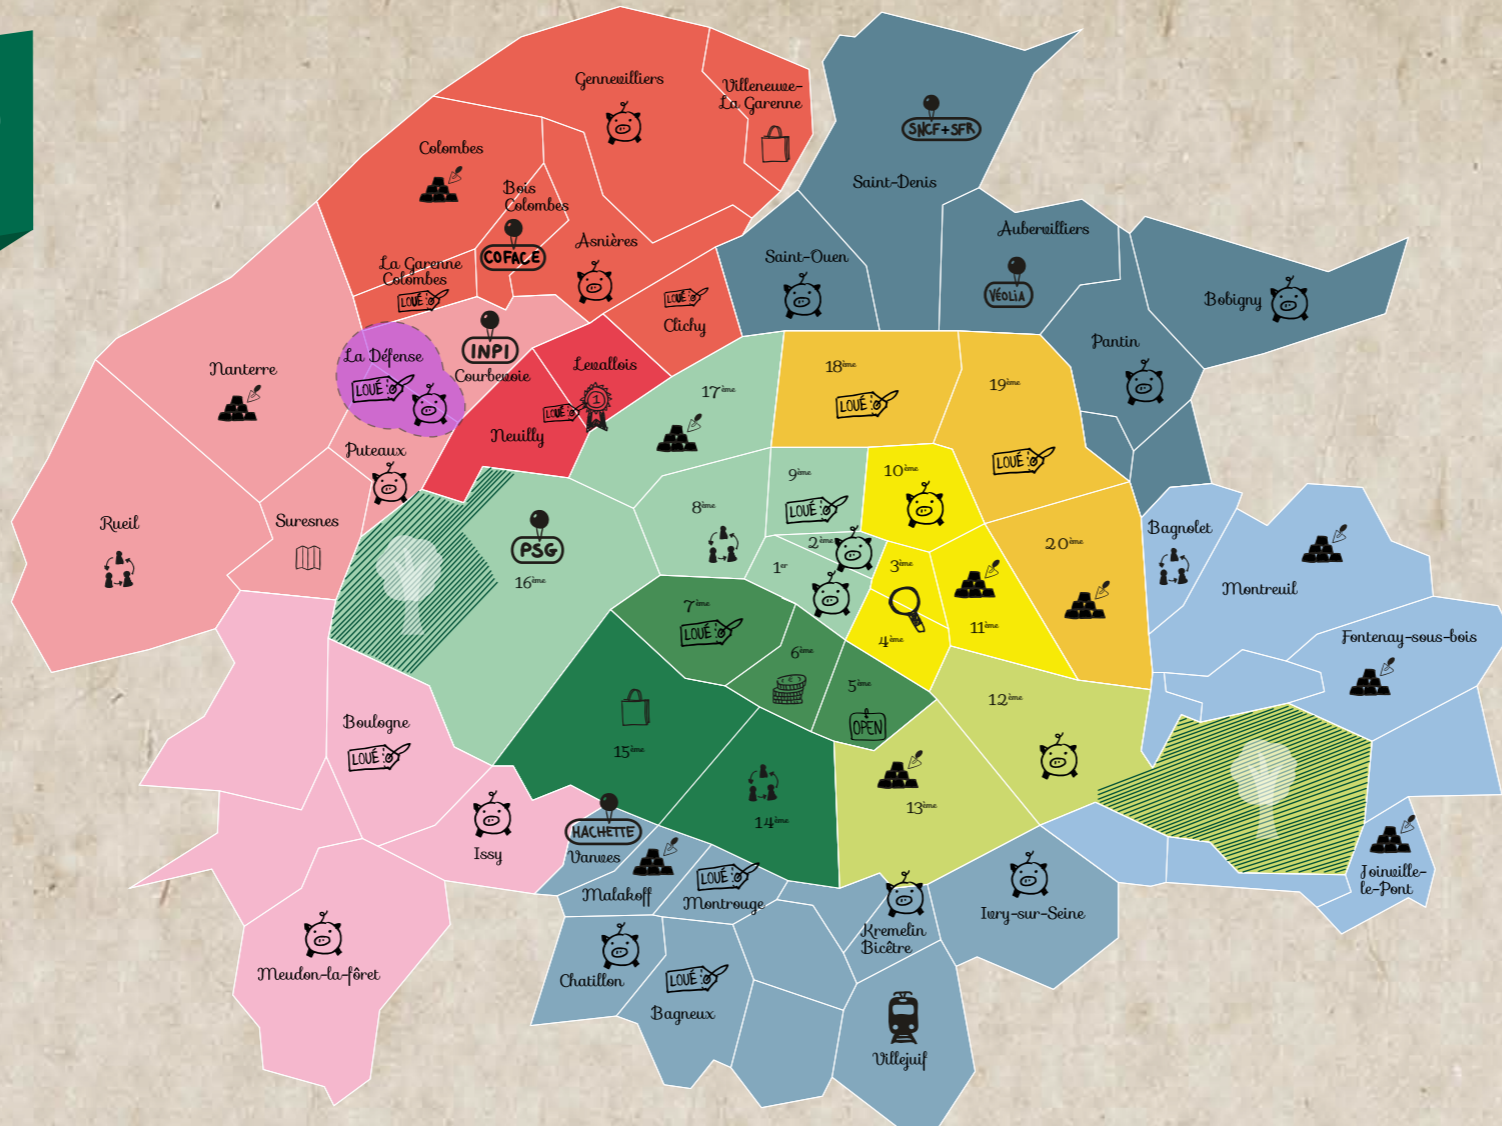 Gennevilliers
Villeneuve-
La Garenne
SNCF+SFR
Colombes
Saint-Denis
Bois
Colombes
Aubervilliers
Asnières
COFACE
Saint-Ouen
La Garenne
Colombes
LOUÉ
LOUÉ
VÉOLIA
Bobigny
Clichy
INPI
Pantin
La Défense
LOUÉ
Courbevoie
Levallois
1
Nanterre
18ème
LOUÉ
19ème
17ème
LOUÉ
Neuilly
Puteaux
LOUÉ
9ème
LOUÉ
10ème
8ème
Rueil
Suresnes
PSG
16ème
2ème
1er
3ème
20ème
Bagnolet
Montreuil
7ème
LOUÉ
4ème
11ème
Fontenay-sous-bois
6ème
5ème
OPEN
12ème
Boulogne
LOUÉ
15ème
14ème
13ème
HACHETTE
Issy
Vanves
Malakoff
LOUÉ
Montrouge
Joinville-
le-Pont
Ivry-sur-Seine
Kremelin
Bicêtre
Meudon-la-fôret
Chatillon
LOUÉ
Bagneux
Villejuif